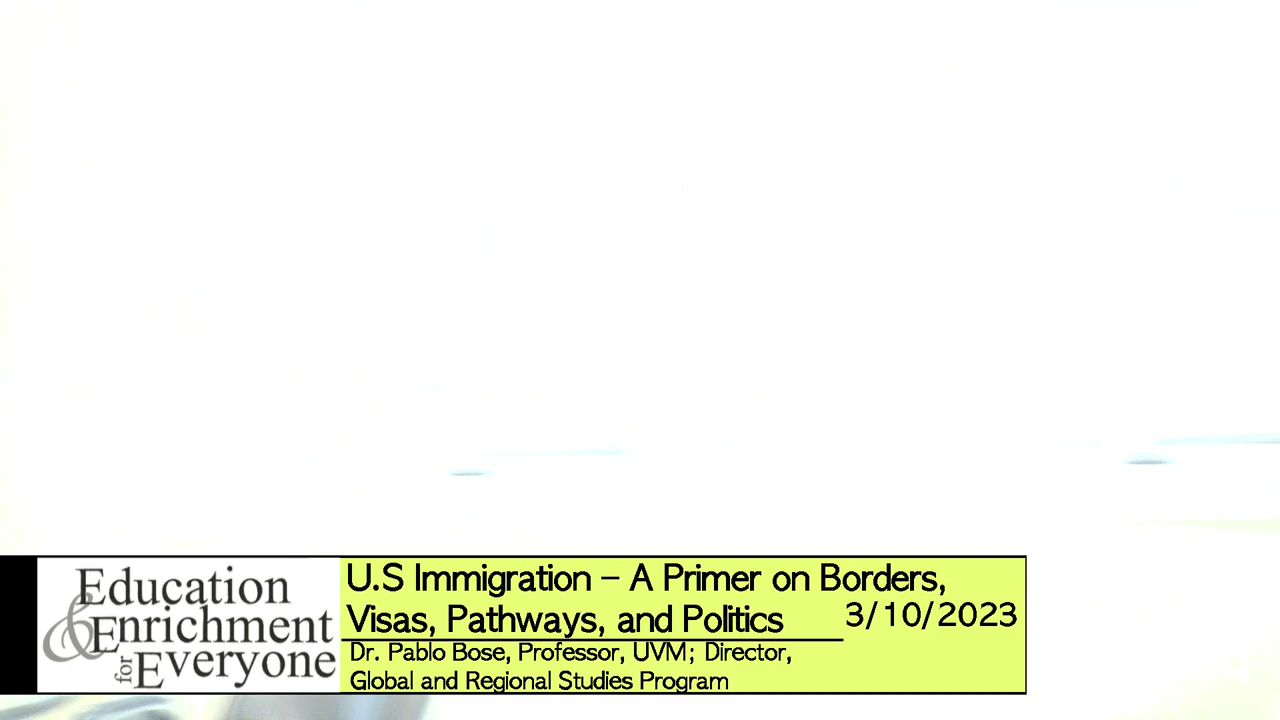 Education
& Enrichment
for Everyone
U.S Immigration – A Primer on Borders,
Visas, Pathways, and Politics
3/10/2023
Dr. Pablo Bose, Professor, UVM; Director,
Global and Regional Studies Program